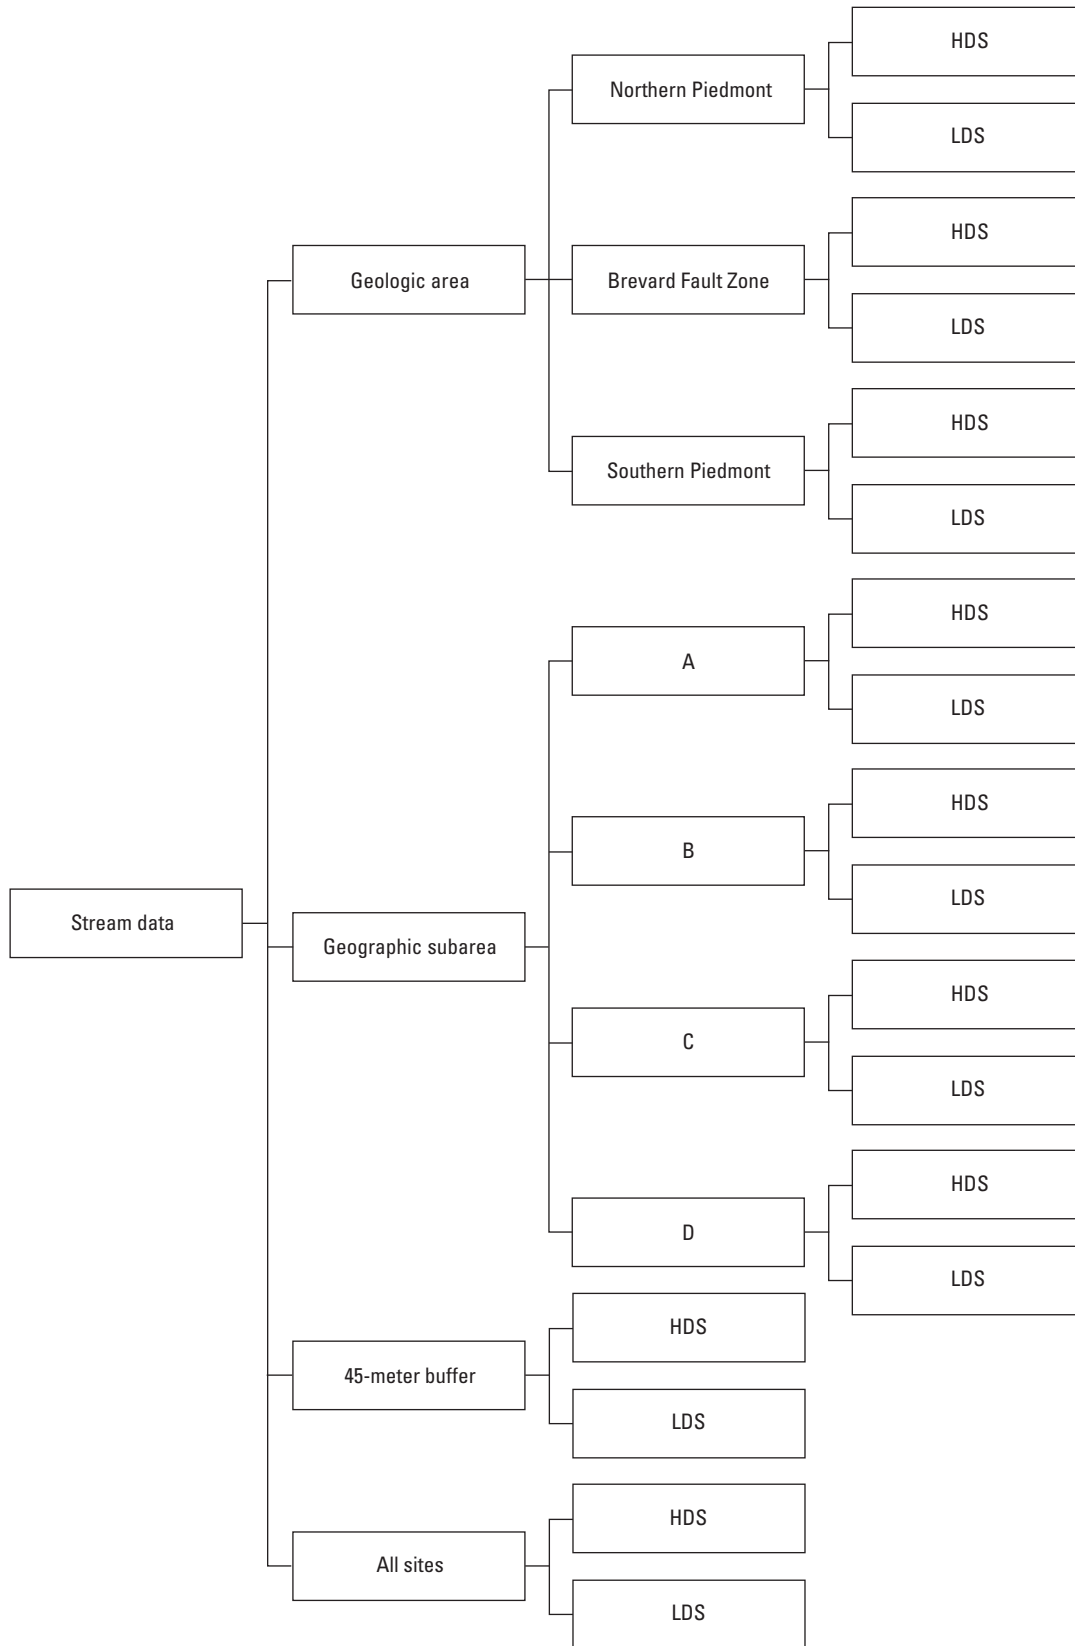 Stream data
Geologic area
Northern Piedmont
HDS
LDS
Brevard Fault Zone
HDS
LDS
Southern Piedmont
HDS
LDS
Geographic subarea
A
HDS
LDS
B
HDS
LDS
C
HDS
LDS
D
HDS
LDS
45-meter buffer
HDS
LDS
All sites
HDS
LDS